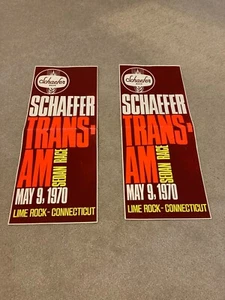 Schaefer
SCHAEFER
TRANS-
AM
SEDAN RACE
MAY 9, 1970
LIME ROCK - CONNECTICUT
Schaefer
SCHAEFER
TRANS-
AM
SEDAN RACE
MAY 9, 1970
LIME ROCK - CONNECTICUT